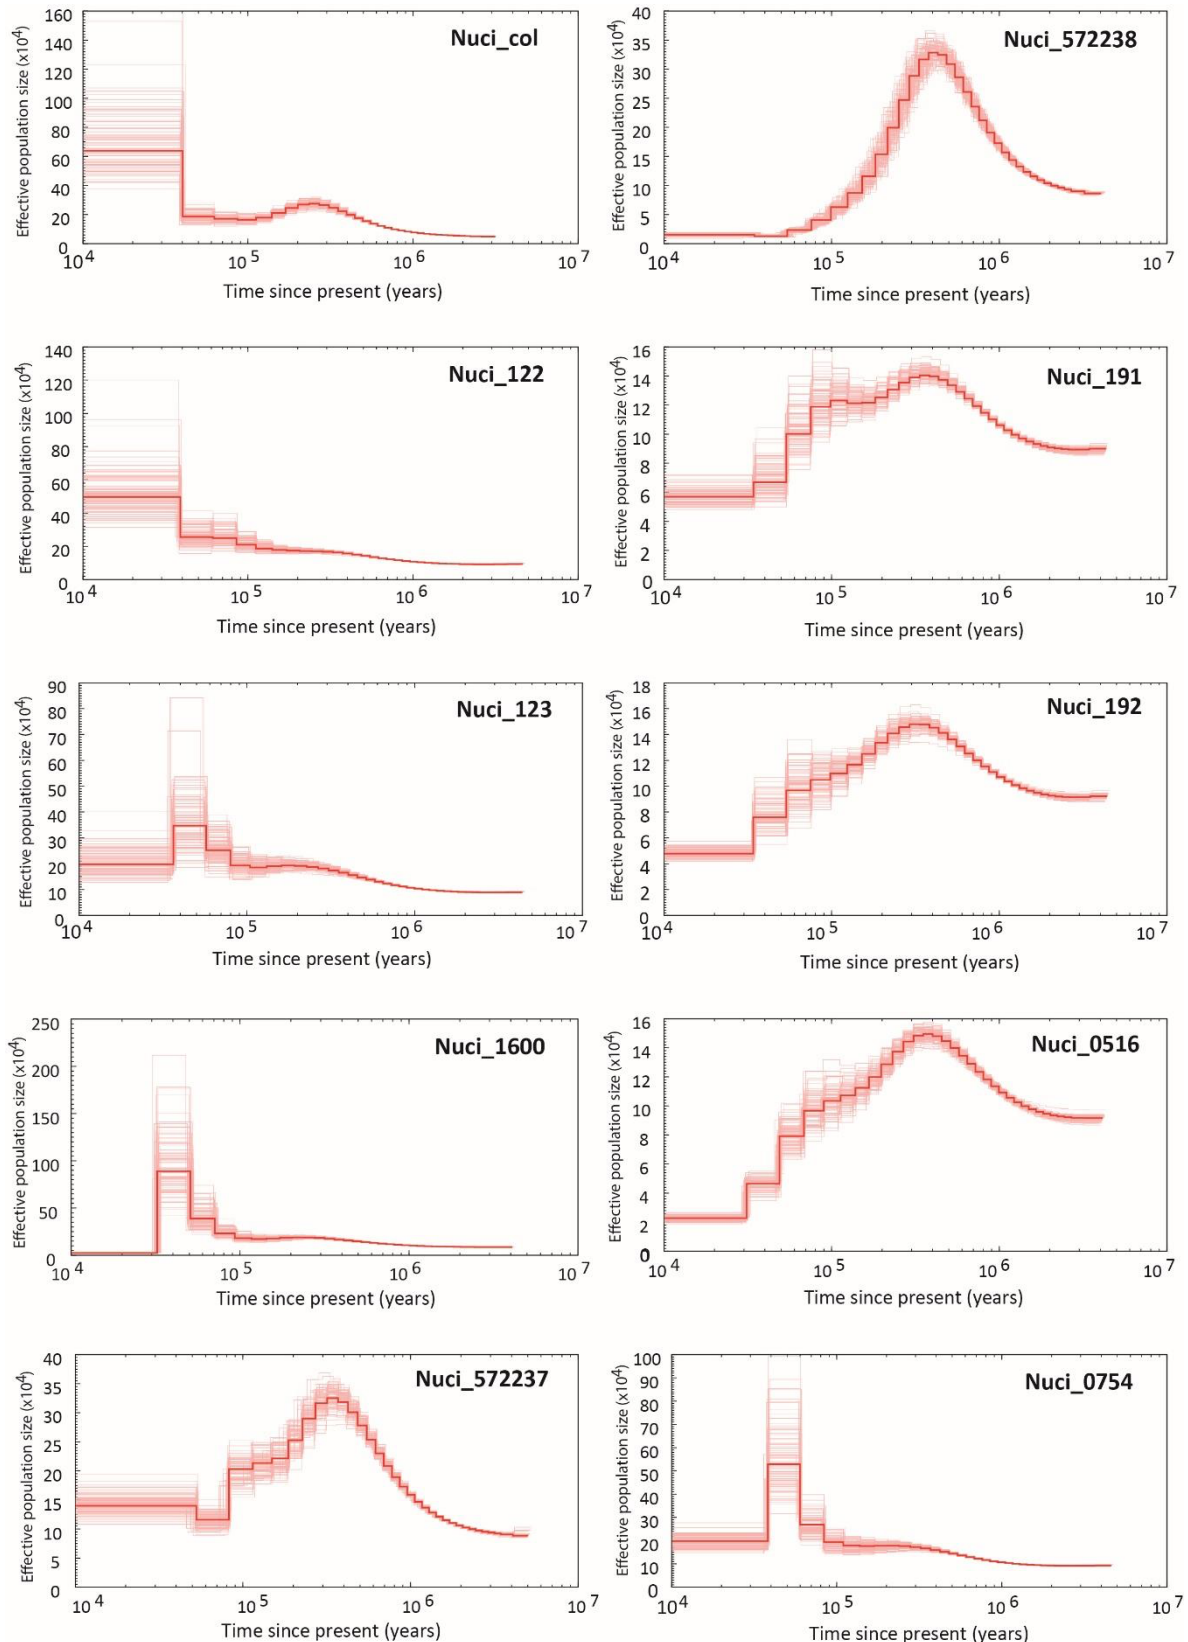 160
140
120
100
80
60
40
20
0
Effective population size (x10⁴)
Nuci_col
10⁴ 10⁵ 10⁶ 10⁷
Time since present (years)
40
35
30
25
20
10
10
5
0
Effective population size (x10⁴)
Nuci_572238
10⁴ 10⁵ 10⁶ 10⁷
Time since present (years)
140
120
100
80
60
40
20
0
Effective population size (x10⁴)
Nuci_122
10⁴ 10⁵ 10⁶ 10⁷
Time since present (years)
16
14
12
10
8
6
4
2
0
Effective population size (x10⁴)
Nuci_191
10⁴ 10⁵ 10⁶ 10⁷
Time since present (years)
90
80
70
60
50
40
30
20
10
0
Effective population size (x10⁴)
Nuci_123
10⁴ 10⁵ 10⁶ 10⁷
Time since present (years)
18
16
14
12
10
8
6
4
2
0
Effective population size (x10⁴)
Nuci_192
10⁴ 10⁵ 10⁶ 10⁷
Time since present (years)
250
200
150
100
50
0
Effective population size (x10⁴)
Nuci_1600
10⁴ 10⁵ 10⁶ 10⁷
Time since present (years)
16
14
12
10
8
6
4
2
0
Effective population size (x10⁴)
Nuci_0516
10⁴ 10⁵ 10⁶ 10⁷
Time since present (years)
40
35
30
25
20
15
10
5
0
Effective population size (x10⁴)
Nuci_572237
10⁴ 10⁵ 10⁶ 10⁷
Time since present (years)
100
90
80
70
60
50
40
30
20
10
0
Effective population size (x10⁴)
Nuci_0754
10⁴ 10⁵ 10⁶ 10⁷
Time since present (years)